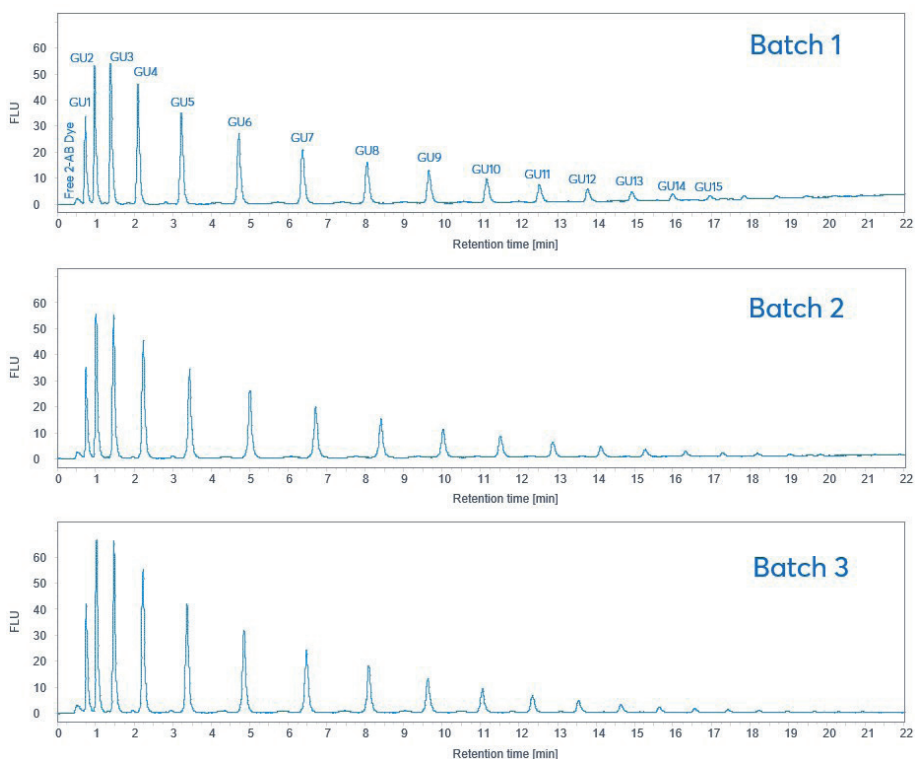 Batch 1
FLU
60
50
40
30
20
10
0
Free 2-AB Dye
GU1
GU2
GU3
GU4
GU5
GU6
GU7
GU8
GU9
GU10
GU11
GU12
GU13
GU14
GU15
0 1 2 3 4 5 6 7 8 9 10 11 12 13 14 15 16 17 18 19 20 21 22
Retention time [min]
Batch 2
FLU
60
50
40
30
20
10
0
0 1 2 3 4 5 6 7 8 9 10 11 12 13 14 15 16 17 18 19 20 21 22
Retention time [min]
Batch 3
FLU
60
50
40
30
20
10
0
0 1 2 3 4 5 6 7 8 9 10 11 12 13 14 15 16 17 18 19 20 21 22
Retention time [min]